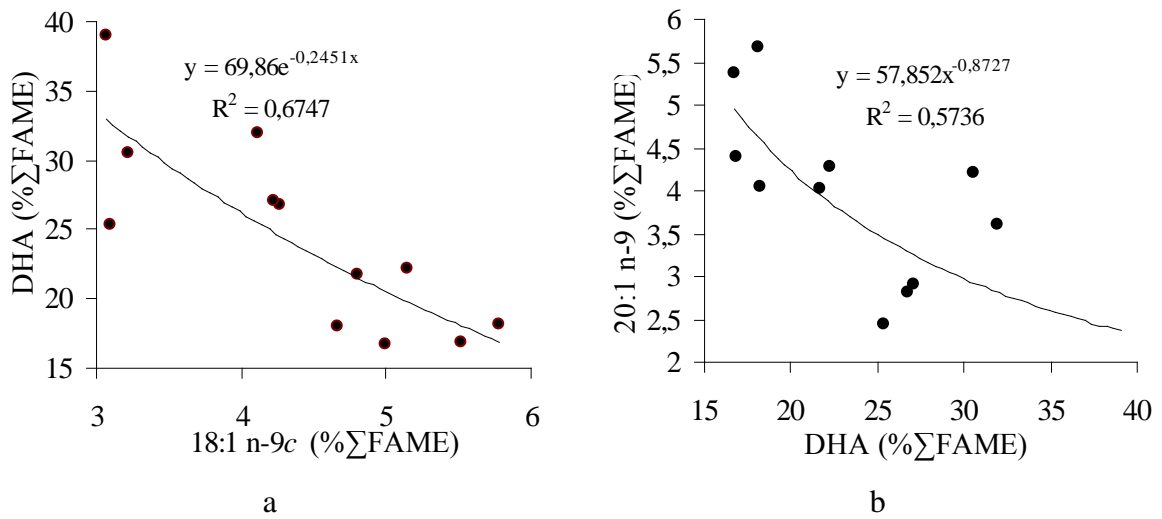 40
35
30
25
20
15
3
4
5
6
DHA (%∑FAME)
18:1 n-9c (%∑FAME)
y = 69,86e^-0,2451x
R² = 0,6747
a
6
5,5
5
4,5
4
3,5
3
2,5
2
15
20
25
30
35
40
20:1 n-9 (%∑FAME)
DHA (%∑FAME)
y = 57,852x^-0,8727
R² = 0,5736
b